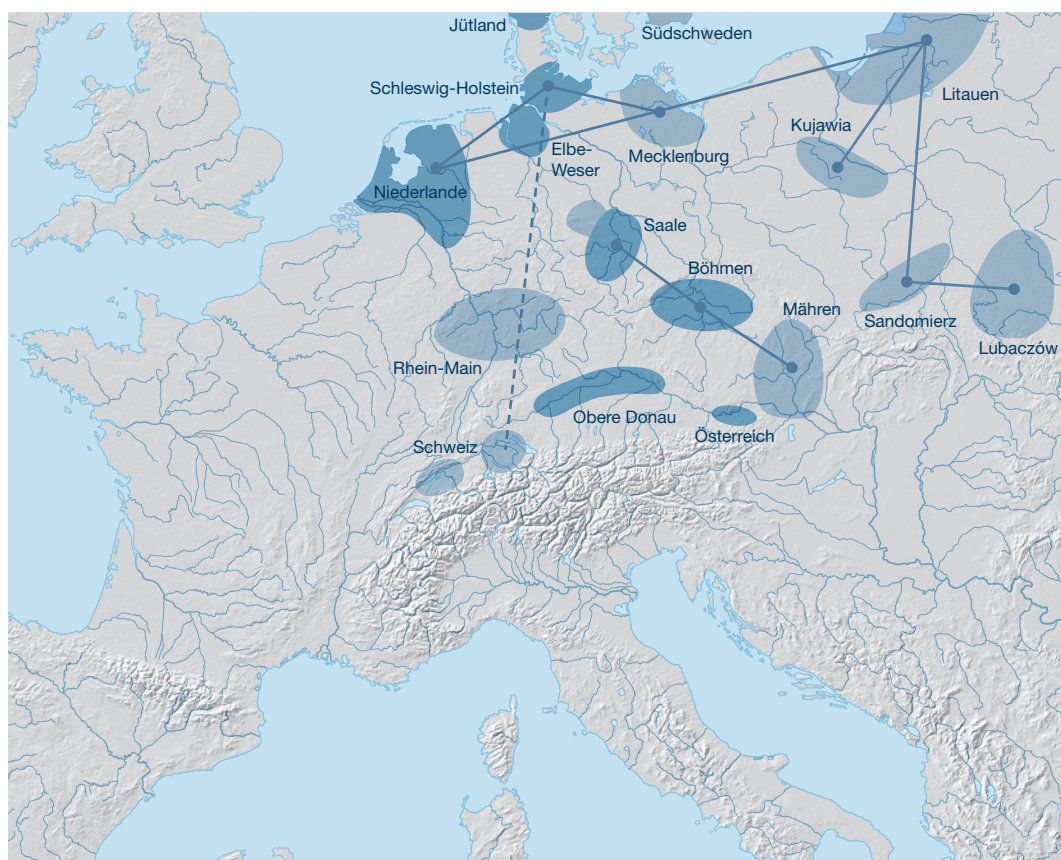 Jütland
Südschweden
Schleswig-Holstein
Litauen
Kujawia
Elbe-
Weser
Mecklenburg
Niederlande
Saale
Böhmen
Mähren
Sandomierz
Lubaczów
Rhein-Main
Obere Donau
Österreich
Schweiz